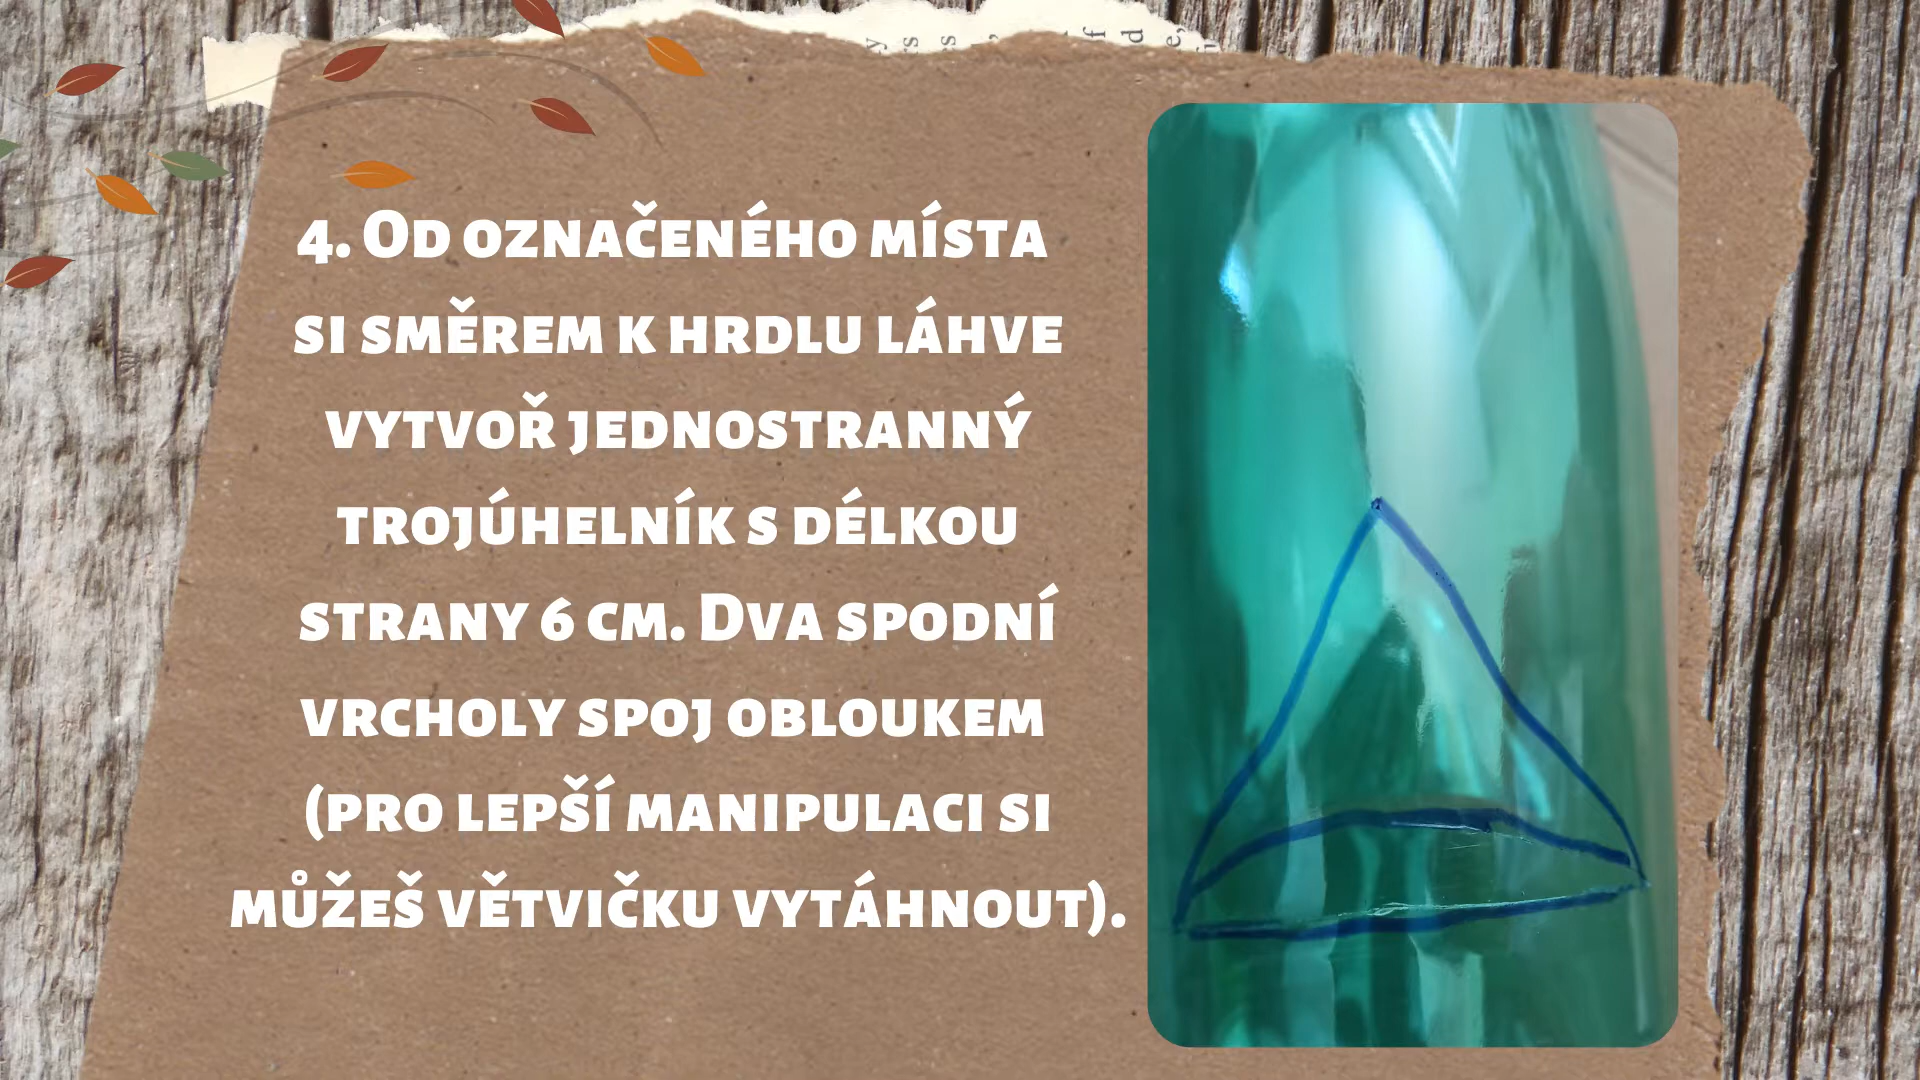 4. Od označeného místa
si směrem k hrdlu láhve
vytvoř jednostranný
trojúhelník s délkou
strany 6 cm. Dva spodní
vrcholy spoj obloukem
(pro lepší manipulaci si
můžeš větvičku vytáhnout).